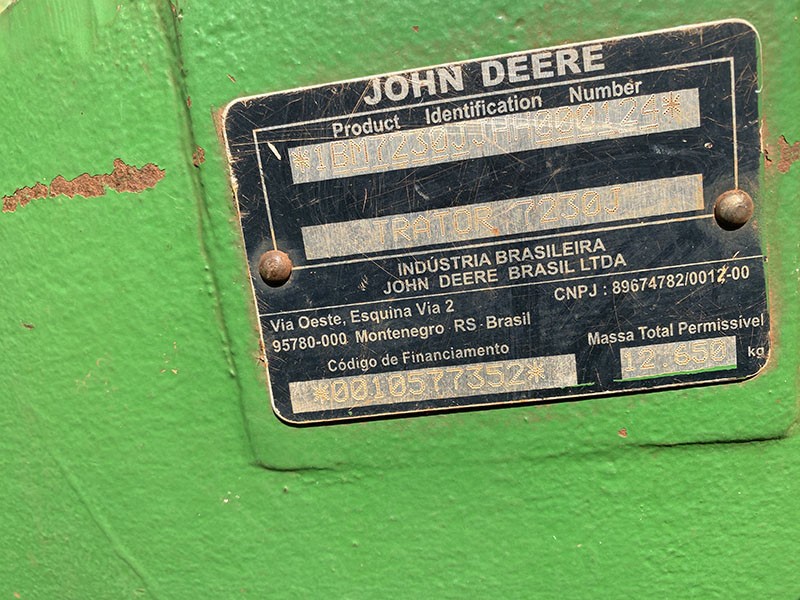 JOHN DEERE
Product Identification Number
*1BM7230JJHH000124*
TRATOR 7230J
INDÚSTRIA BRASILEIRA
JOHN DEERE BRASIL LTDA
CNPJ : 89674782/0012-00
Via Oeste, Esquina Via 2
95780-000 Montenegro - RS - Brasil
Código de Financiamento
*0010577352*
Massa Total Permissível
12 650 kg